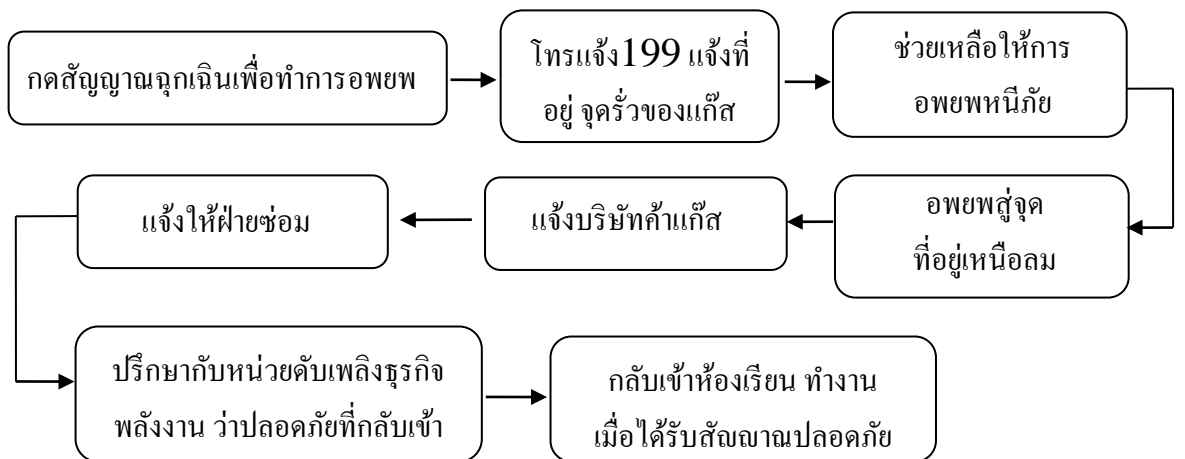 กดสัญญาณฉุกเฉินเพื่อทำการอพยพ
โทรแจ้ง199 แจ้งที่
อยู่ จุดรั่วของแก๊ส
ช่วยเหลือให้การ
อพยพหนีภัย
อพยพสู่จุด
ที่อยู่เหนือลม
แจ้งบริษัทค้าแก๊ส
แจ้งให้ฝ่ายซ่อม
ปรึกษากับหน่วยดับเพลิงธุรกิจ
พลังงาน ว่าปลอดภัยที่กลับเข้า
กลับเข้าห้องเรียน ทำงาน
เมื่อได้รับสัญญาณปลอดภัย